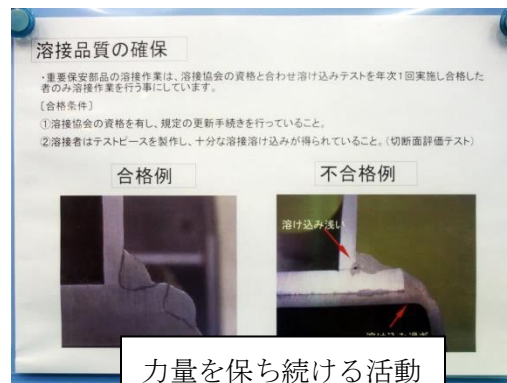 溶接品質の確保
・重要保安部品の溶接作業は、溶接協会の資格と合わせ溶け込みテストを年次1回実施し合格した
者のみ溶接作業を行う事にしています。
〔合格条件〕
①溶接協会の資格を有し、規定の更新手続きを行っていること。
②溶接者はテストピースを製作し、十分な溶接溶け込みが得られていること。(切断面評価テスト)
合格例
不合格例
溶け込み浅い
力量を保ち続ける活動